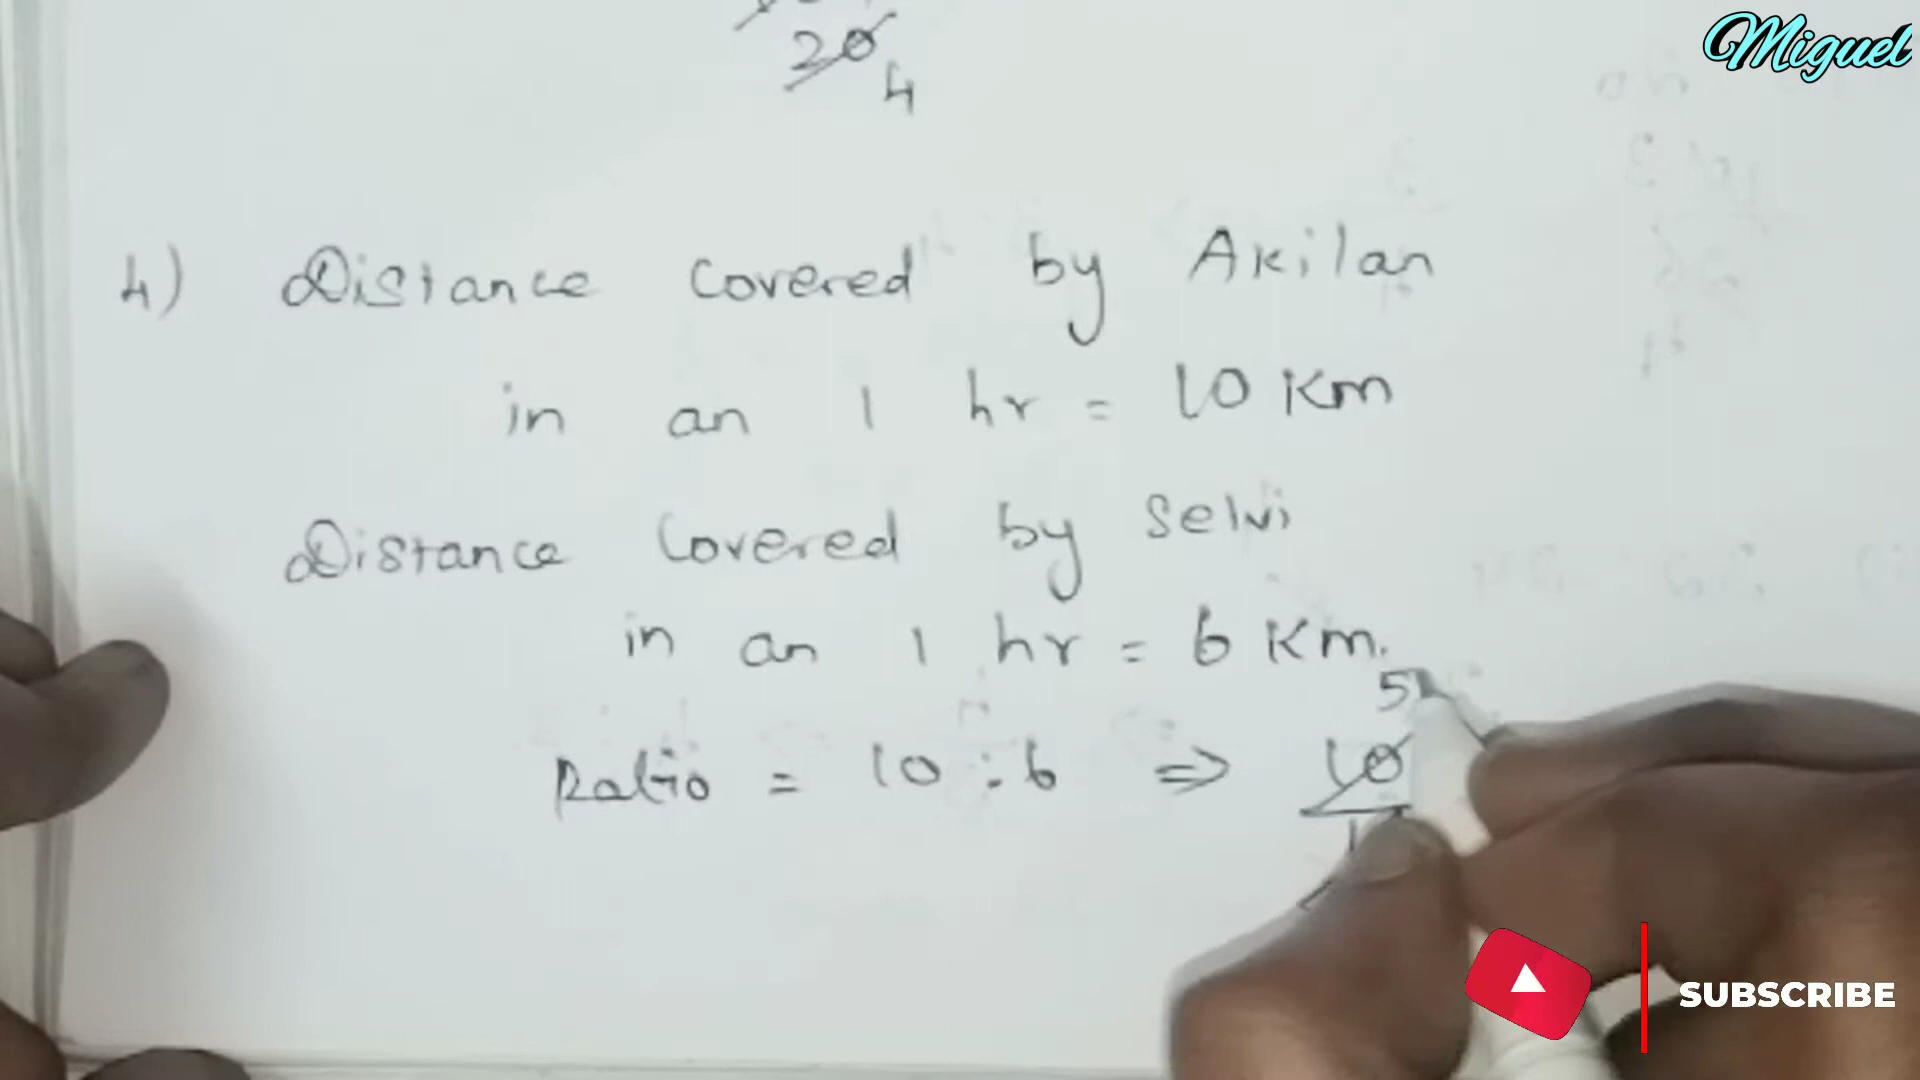 Miguel
20
4
4) Distance covered by Akilan
in an 1 hr = 10 Km
Distance covered by Selvi
in an 1 hr = 6 Km.
5
Ratio = 10 : 6 ⇒ 10
SUBSCRIBE